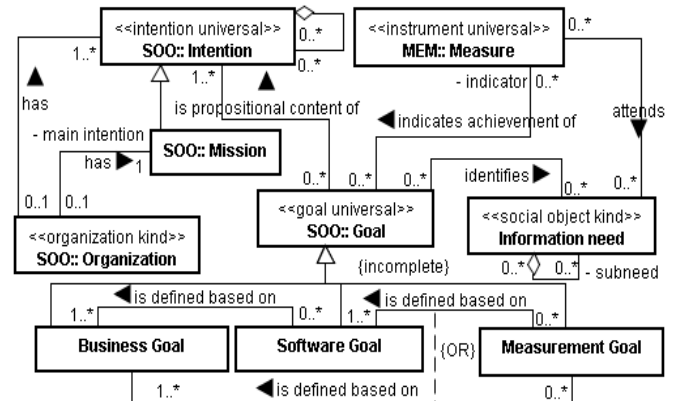 <<intention universal>>
SOO:: Intention
0..*
0..*
1..*
1..*
<<instrument universal>>
MEM:: Measure
0..*
- indicator 0..*
has
is propositional content of
indicates achievement of
attends
- main intention
has 1
SOO:: Mission
0..1
0..1
0..*
0..*
0..*
identifies
0..*
0..*
<<organization kind>>
SOO:: Organization
<<goal universal>>
SOO:: Goal
<<social object kind>>
Information need
0..*
0..*
- subneed
{incomplete}
is defined based on
1..*
0..*
is defined based on
1..*
0..*
Business Goal
Software Goal
{OR}
Measurement Goal
1..*
is defined based on
0..*